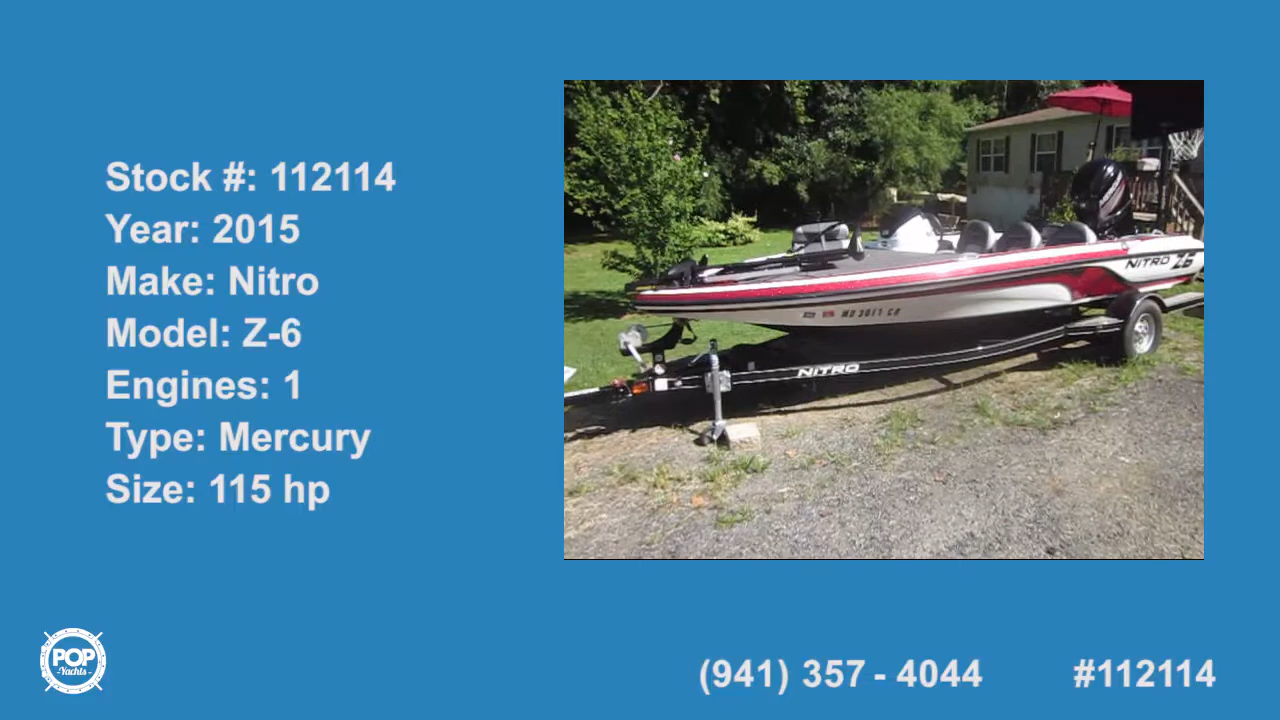 Stock #: 112114
Year: 2015
Make: Nitro
Model: Z-6
Engines: 1
Type: Mercury
Size: 115 hp
NITRO Z6
NITRO
POP
Yachts
(941) 357 - 4044
#112114